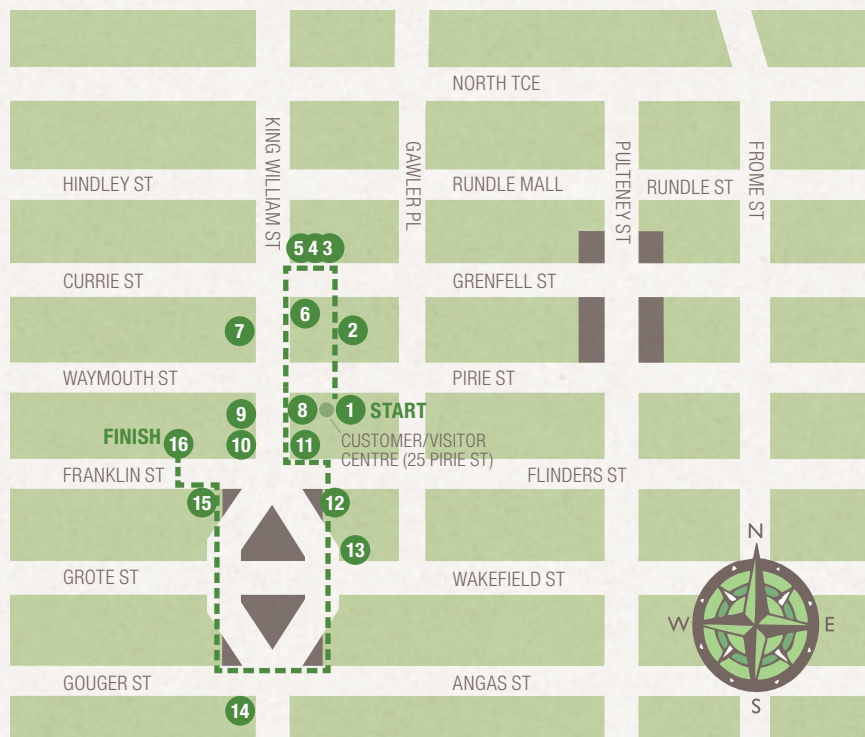 NORTH TCE
KING WILLIAM ST
GAWLER PL
PULTENEY ST
FROME ST
HINDLEY ST
RUNDLE MALL
RUNDLE ST
5 4 3
CURRIE ST
GRENFELL ST
6
7
2
WAYMOUTH ST
PIRIE ST
9
8
1 START
FINISH 16
10
11
CUSTOMER/VISITOR
CENTRE (25 PIRIE ST)
FRANKLIN ST
FLINDERS ST
15
12
13
N
GROTE ST
WAKEFIELD ST
W
E
GOUGER ST
ANGAS ST
14
S